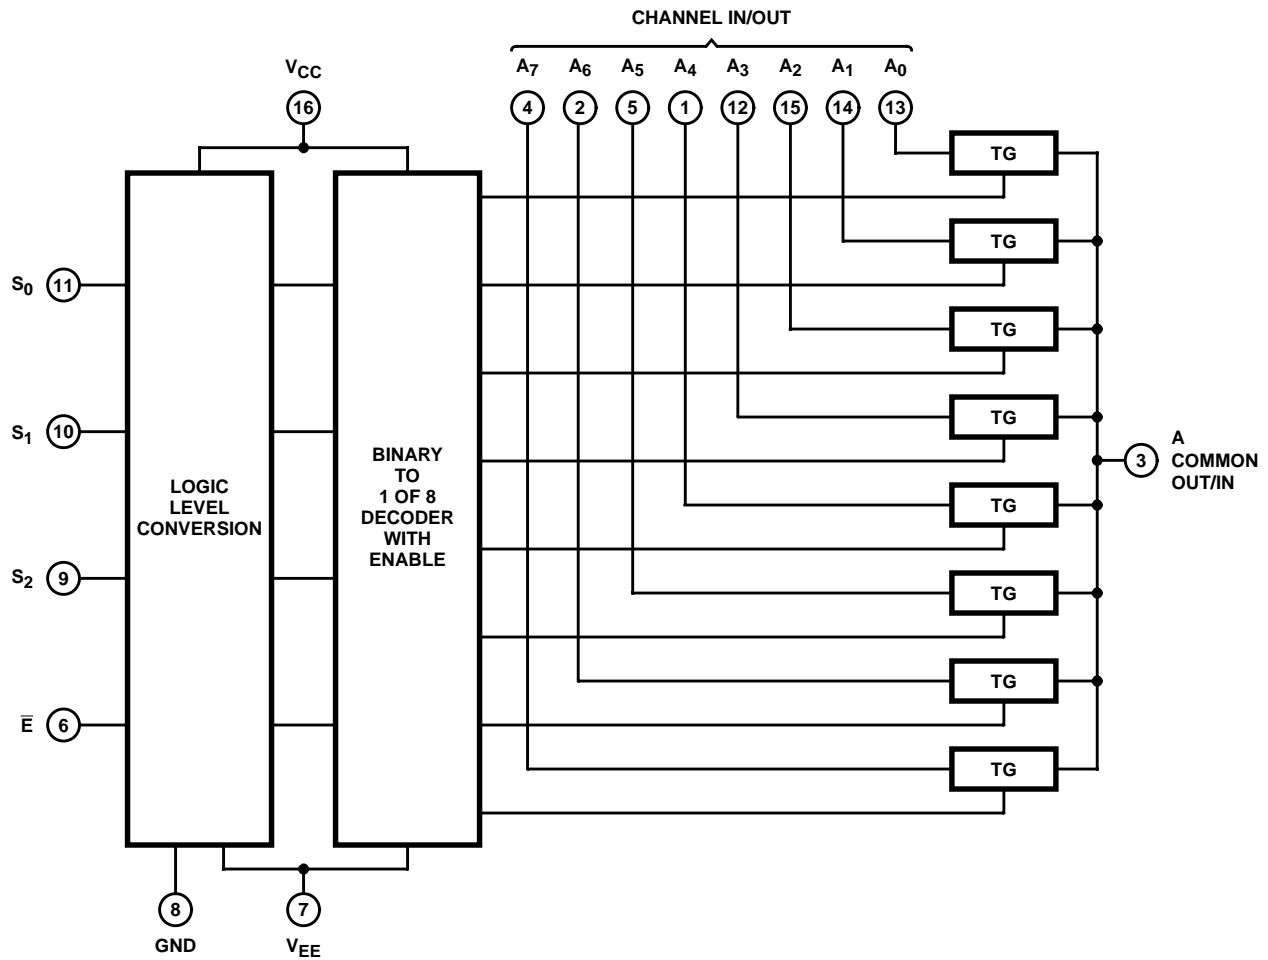 CHANNEL IN/OUT
VCC
A7 A6 A5 A4 A3 A2 A1 A0
16
4 2 5 1 12 15 14 13
TG
TG
S0 11
TG
TG
S1 10
A
COMMON
OUT/IN
3
BINARY
TO
1 OF 8
DECODER
WITH
ENABLE
LOGIC
LEVEL
CONVERSION
TG
S2 9
TG
TG
E̅ 6
TG
8
7
GND
VEE